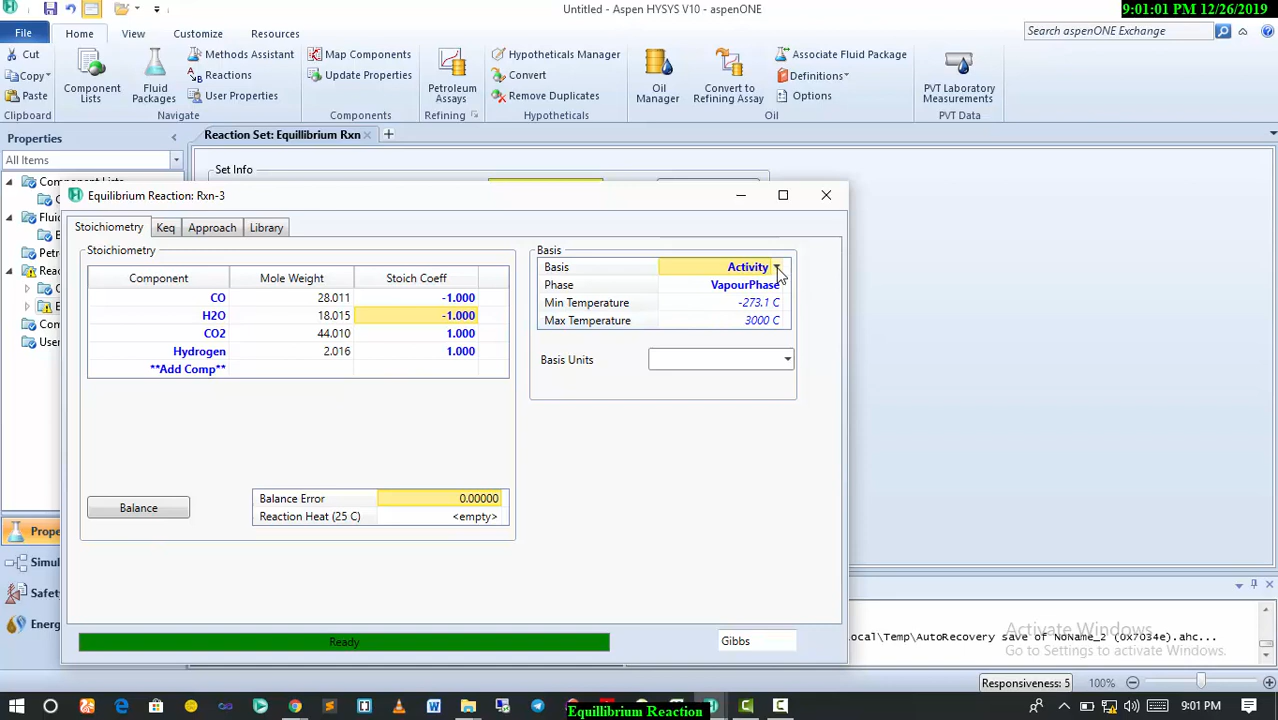 Untitled - Aspen HYSYS V10 - aspenONE
9:01:01 PM 12/26/2019
File
Home
View
Customize
Resources
Search aspenONE Exchange
Cut
Copy
Paste
Clipboard
Component Lists
Fluid Packages
Methods Assistant
Reactions
User Properties
Navigate
Map Components
Update Properties
Components
Petroleum Assays
Refining
Hypotheticals Manager
Convert
Remove Duplicates
Hypotheticals
Oil Manager
Convert to Refining Assay
Associate Fluid Package
Definitions
Options
Oil
PVT Laboratory Measurements
PVT Data
Properties
All Items
Reaction Set: Equillibrium Rxn
Set Info
Equilibrium Reaction: Rxn-3
Stoichiometry
Keq
Approach
Library
Stoichiometry
Component Mole Weight Stoich Coeff
CO 28.011 -1.000
H2O 18.015 -1.000
CO2 44.010 1.000
Hydrogen 2.016 1.000
**Add Comp**
Balance
Balance Error 0.00000
Reaction Heat (25 C) <empty>
Basis
Basis Activity
Phase VapourPhase
Min Temperature -273.1 C
Max Temperature 3000 C
Basis Units
Ready
Gibbs
ocal\Temp\AutoRecovery save of NoName_2 (0x7034e).ahc...
Activate Windows
Go to Settings to activate Windows.
Responsiveness: 5
100%
Equillibrium Reaction
9:01 PM